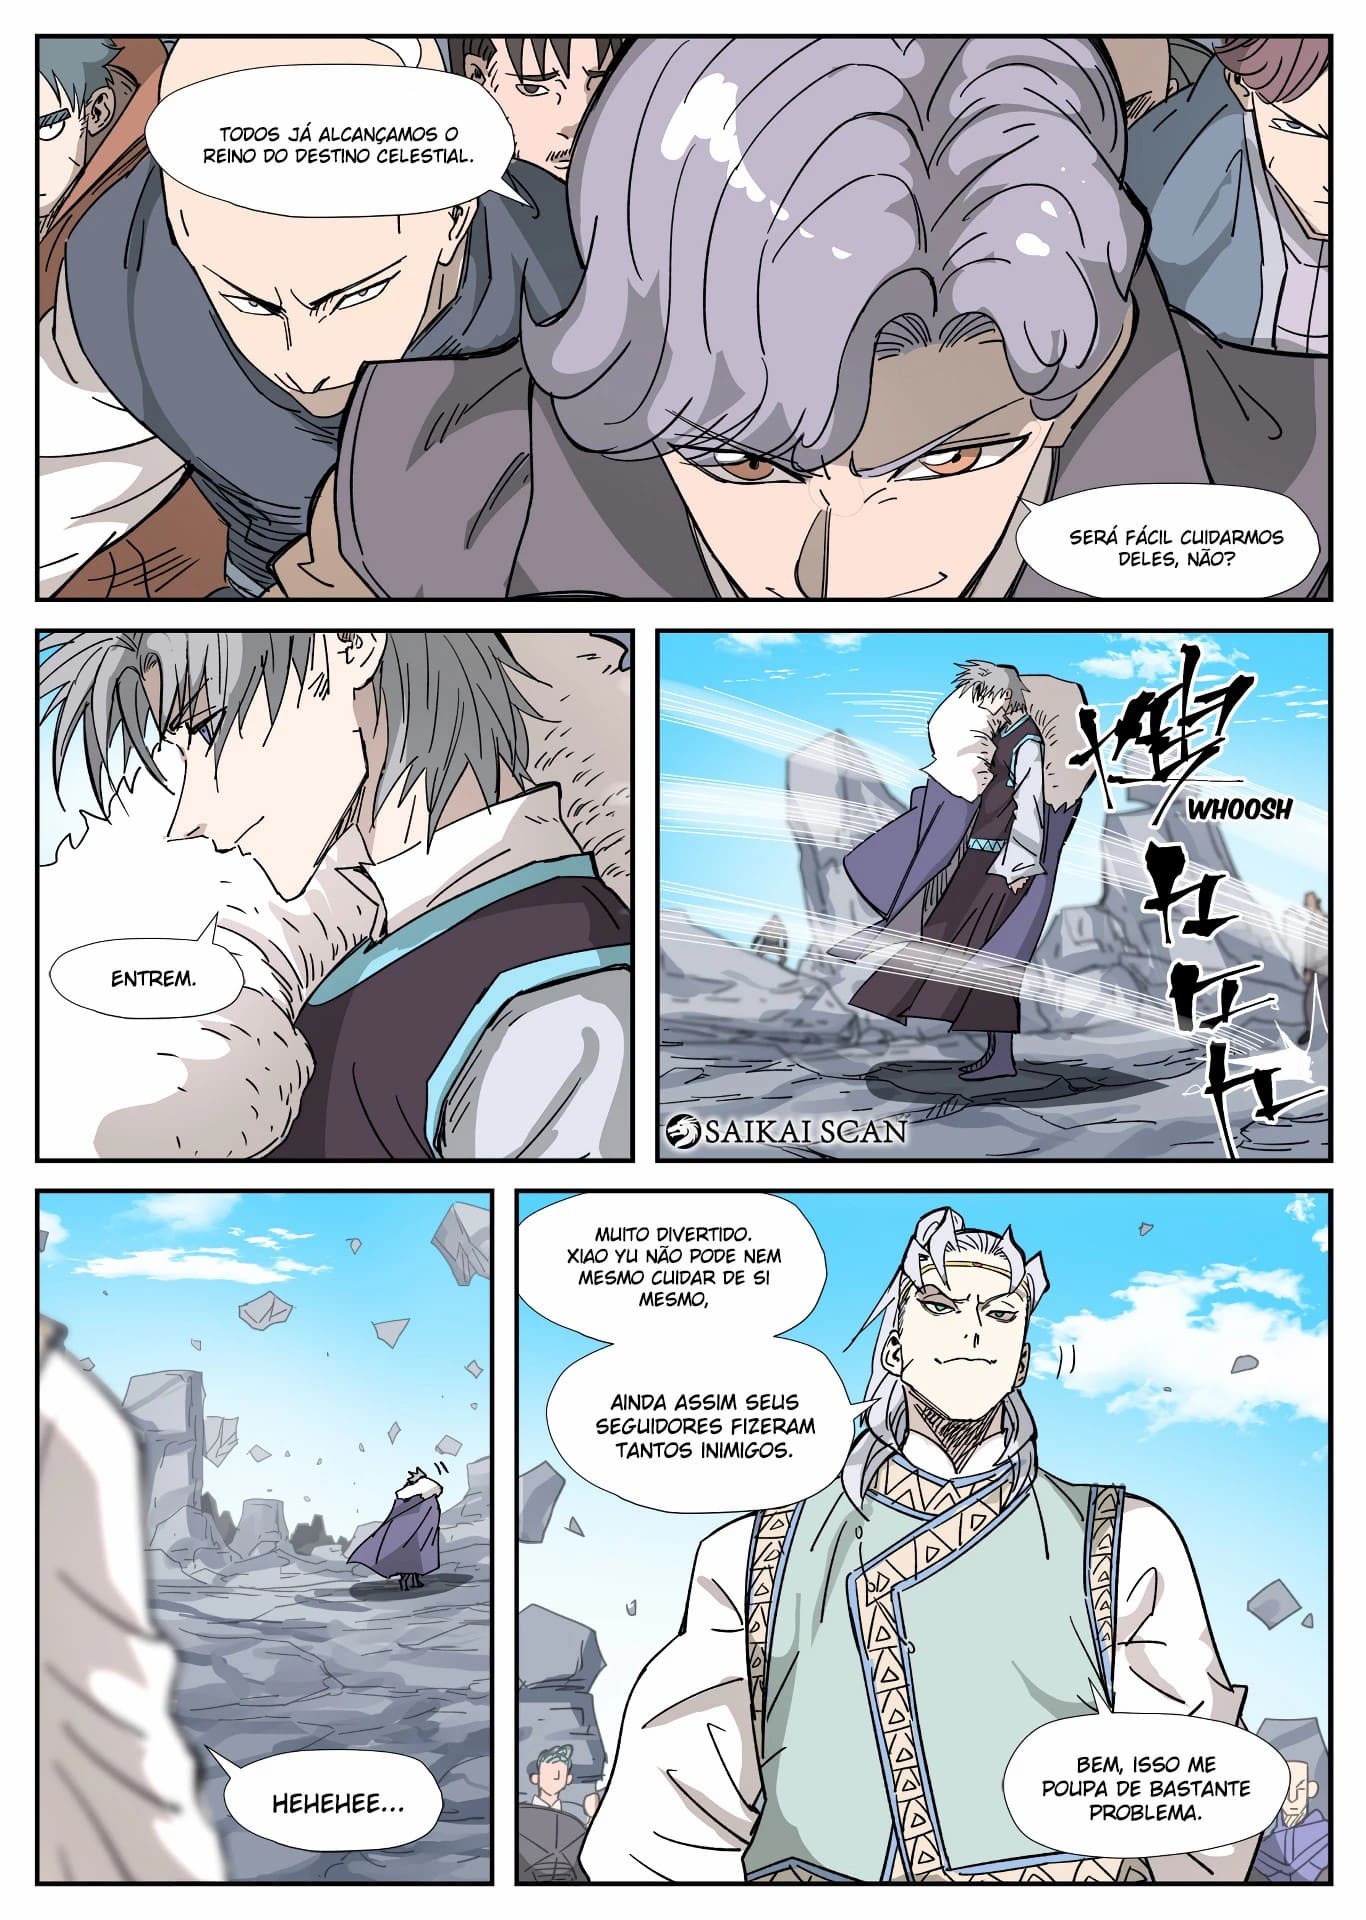 TODOS JÁ ALCANÇAMOS O
REINO DO DESTINO CELESTIAL.
SERÁ FÁCIL CUIDARMOS
DELES, NÃO?
ENTREM.
WHOOSH
SAIKAI SCAN
MUITO DIVERTIDO.
XIAO YU NÃO PODE NEM
MESMO CUIDAR DE SI
MESMO,
AINDA ASSIM SEUS
SEGUIDORES FIZERAM
TANTOS INIMIGOS.
HEHEHEE...
BEM, ISSO ME
POUPA DE BASTANTE
PROBLEMA.